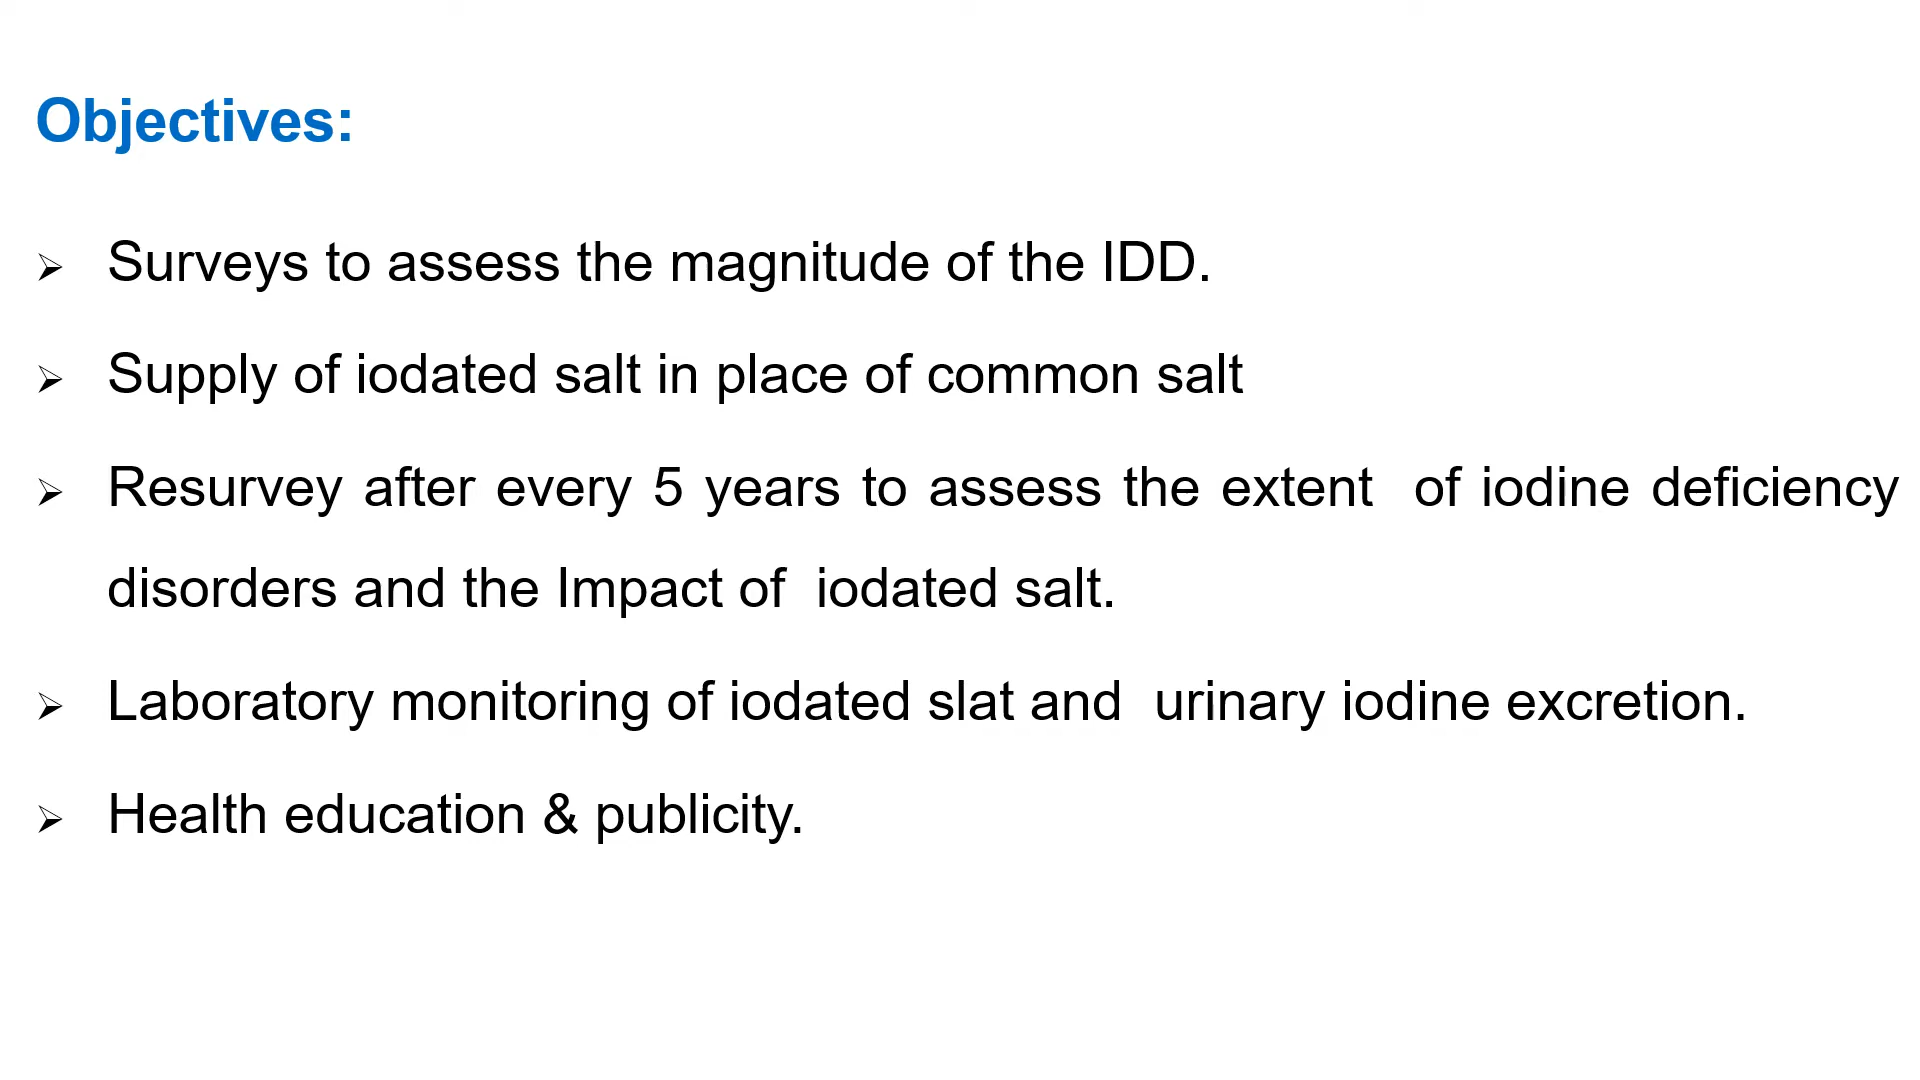 Objectives:
➢ Surveys to assess the magnitude of the IDD.
➢ Supply of iodated salt in place of common salt
➢ Resurvey after every 5 years to assess the extent  of iodine deficiency
disorders and the Impact of  iodated salt.
➢ Laboratory monitoring of iodated slat and  urinary iodine excretion.
➢ Health education & publicity.